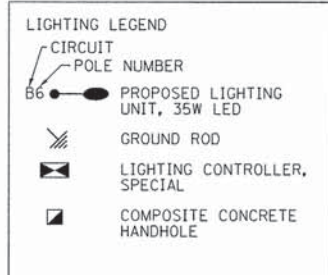 LIGHTING LEGEND
CIRCUIT
POLE NUMBER
B6
PROPOSED LIGHTING
UNIT, 35W LED
GROUND ROD
LIGHTING CONTROLLER,
SPECIAL
COMPOSITE CONCRETE
HANDHOLE